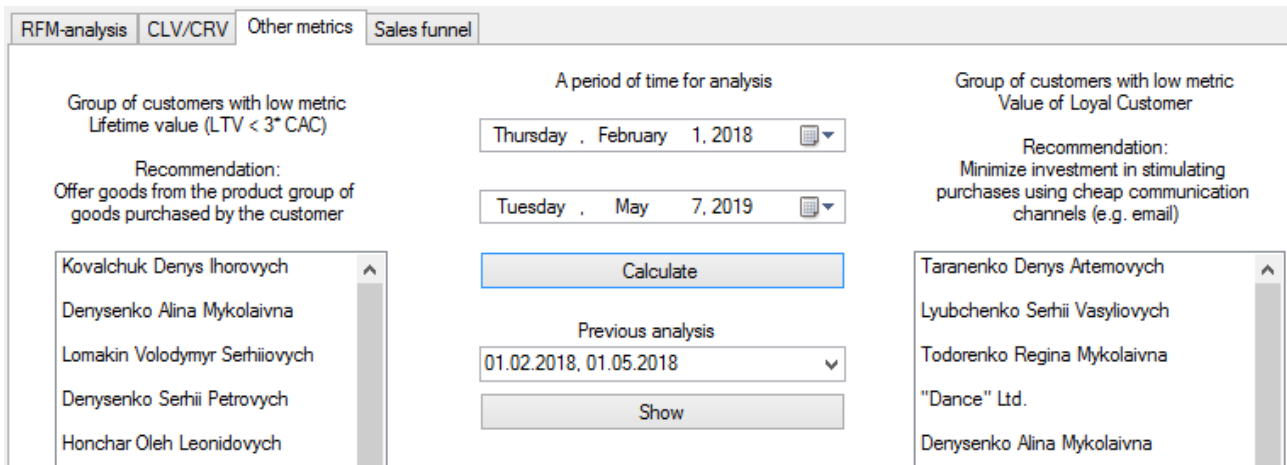 RFM-analysis
CLV/CRV
Other metrics
Sales funnel
Group of customers with low metric
Lifetime value (LTV < 3* CAC)
Recommendation:
Offer goods from the product group of
goods purchased by the customer
Kovalchuk Denys Ihorovych
Denysenko Alina Mykolaivna
Lomakin Volodymyr Serhiiovych
Denysenko Serhii Petrovych
Honchar Oleh Leonidovych
A period of time for analysis
Thursday , February 1, 2018
Tuesday , May 7, 2019
Calculate
Previous analysis
01.02.2018, 01.05.2018
Show
Group of customers with low metric
Value of Loyal Customer
Recommendation:
Minimize investment in stimulating
purchases using cheap communication
channels (e.g. email)
Taranenko Denys Artemovych
Lyubchenko Serhii Vasyliovych
Todorenko Regina Mykolaivna
"Dance" Ltd.
Denysenko Alina Mykolaivna